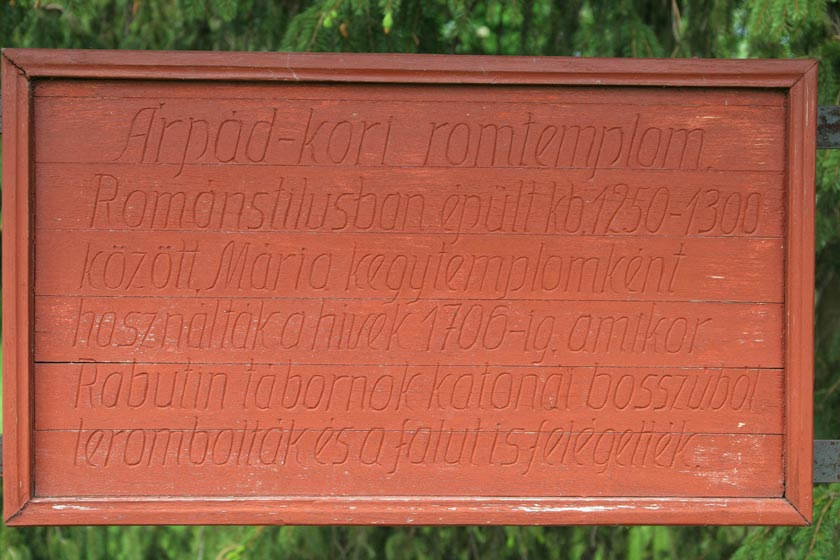 Árpád-kori romtemplom.
Románstílusban épült kb. 1250-1300
között. Mária kegytemplomként
használták a hívek 1706-ig, amikor
Rabutin tábornok katonái bosszúból
lerombolták és a falut is felégették.